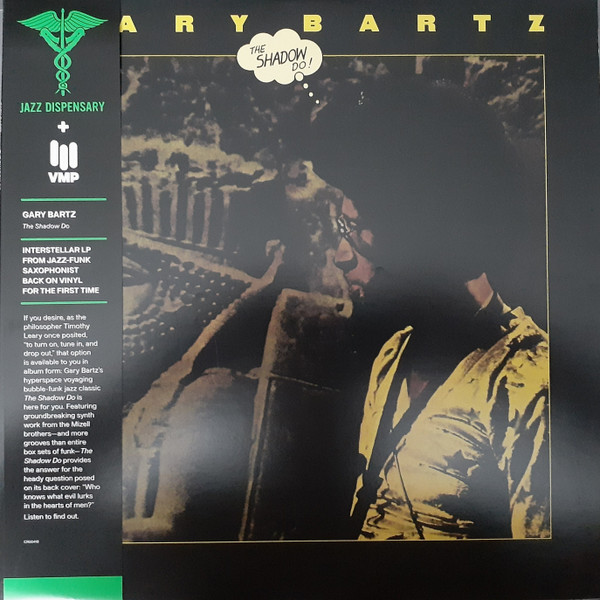 ARY BARTZ
THE
SHADOW
DO!
JAZZ DISPENSARY
+
VMP
GARY BARTZ
The Shadow Do
INTERSTELLAR LP
FROM JAZZ-FUNK
SAXOPHONIST
BACK ON VINYL
FOR THE FIRST TIME
If you desire, as the
philosopher Timothy
Leary once posited,
"to turn on, tune in, and
drop out," that option
is available to you in
album form: Gary Bartz's
hyperspace voyaging
bubble-funk jazz classic
The Shadow Do is
here for you. Featuring
groundbreaking synth
work from the Mizell
brothers—and more
grooves than entire
box sets of funk—The
Shadow Do provides
the answer for the
heady question posed
on its back cover: "Who
knows what evil lurks
in the hearts of men?"
Listen to find out.